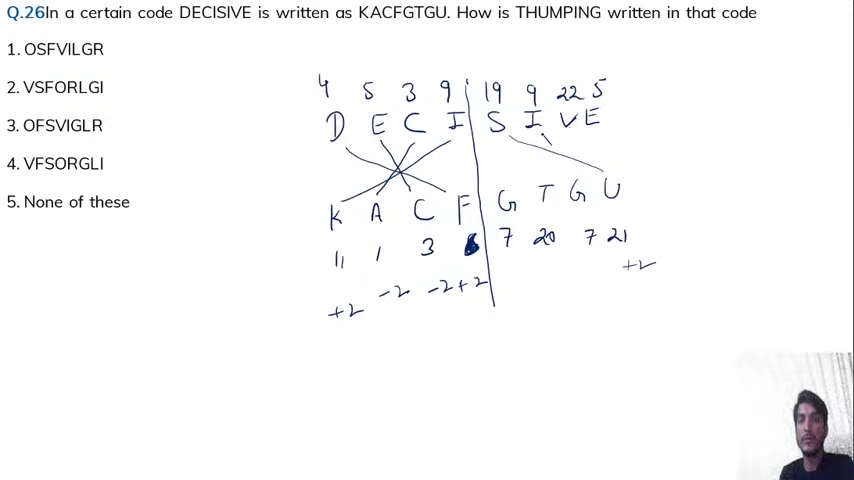 Q.26In a certain code DECISIVE is written as KACFGTGU. How is THUMPING written in that code
1. OSFVILGR
2. VSFORLGI
3. OFSVIGLR
4. VFSORGLI
5. None of these
4 5 3 9 19 9 22 5
D E C I S I V E
K A C F G T G U
11 1 3 7 20 7 21
+2 -2 -2 +2 +2